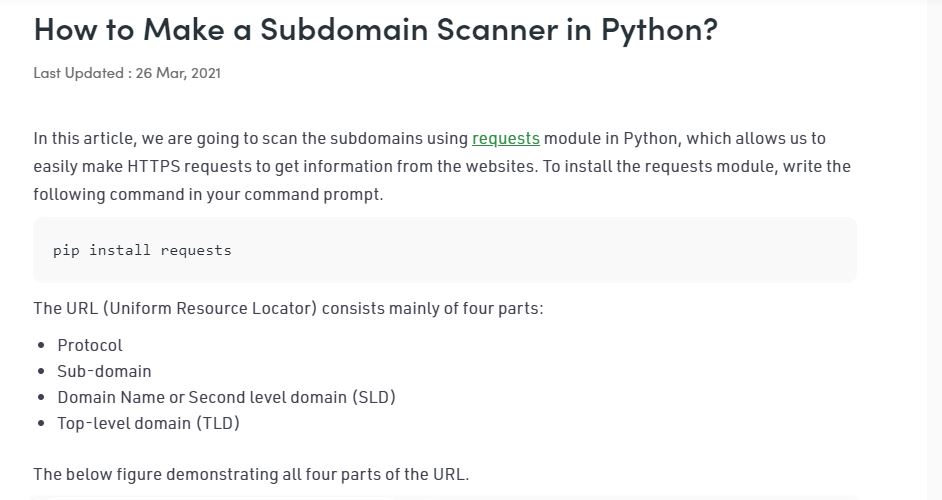 How to Make a Subdomain Scanner in Python?
Last Updated : 26 Mar, 2021
In this article, we are going to scan the subdomains using requests module in Python, which allows us to
easily make HTTPS requests to get information from the websites. To install the requests module, write the
following command in your command prompt.
pip install requests
The URL (Uniform Resource Locator) consists mainly of four parts:
• Protocol
• Sub-domain
• Domain Name or Second level domain (SLD)
• Top-level domain (TLD)
The below figure demonstrating all four parts of the URL.